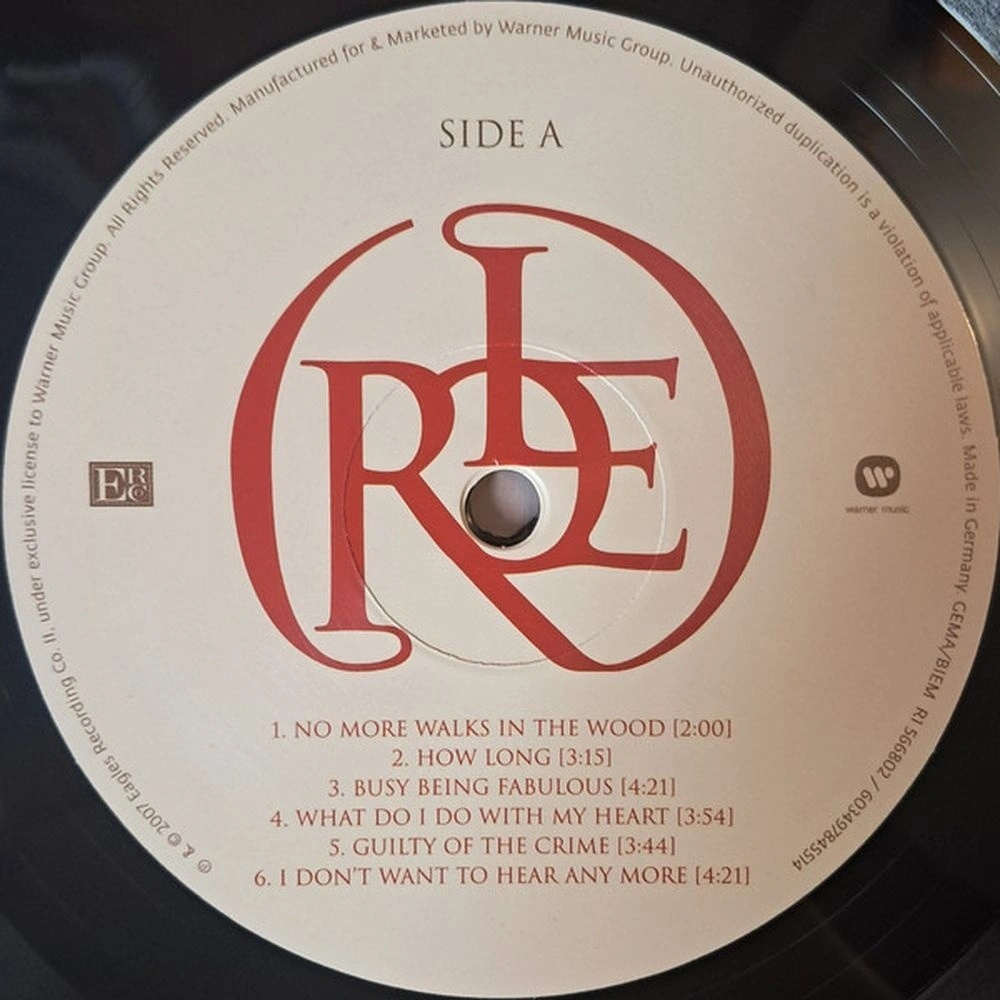 SIDE A
LRDEO
ERC
warner music
1. NO MORE WALKS IN THE WOOD [2:00]
2. HOW LONG [3:15]
3. BUSY BEING FABULOUS [4:21]
4. WHAT DO I DO WITH MY HEART [3:54]
5. GUILTY OF THE CRIME [3:44]
6. I DON'T WANT TO HEAR ANY MORE [4:21]
℗ & © 2007 Eagles Recording Co. II, under exclusive license to Warner Music Group. All Rights Reserved. Manufactured for & Marketed by Warner Music Group. Unauthorized duplication is a violation of applicable laws. Made in Germany. GEMA/BIEM R1 566802 / 603497845514